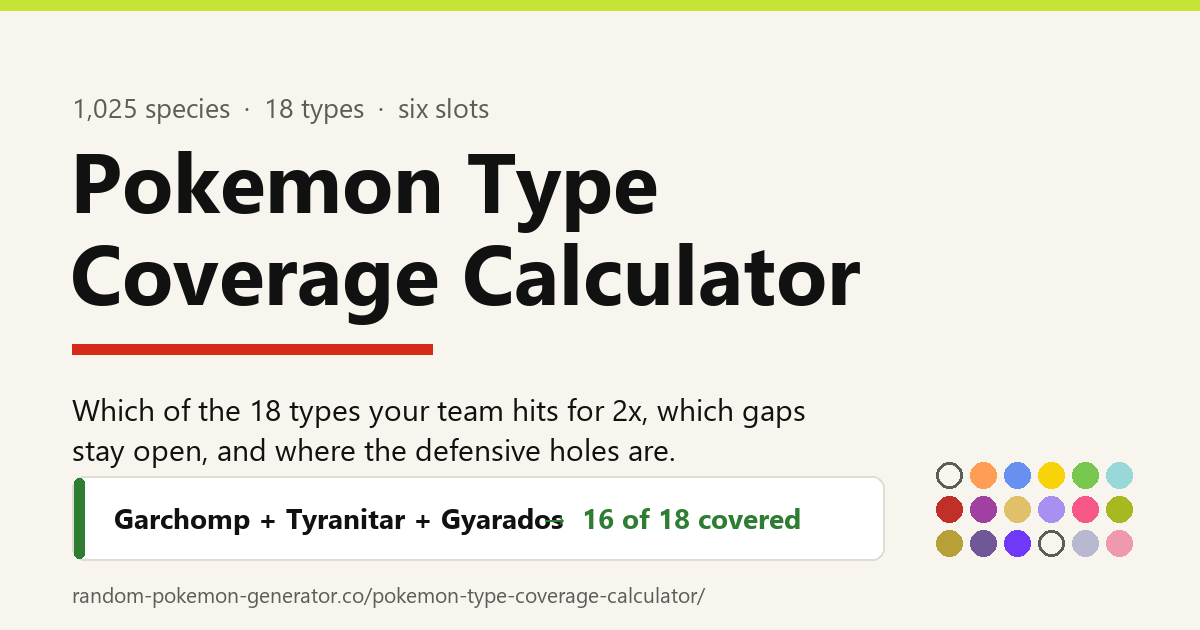 1,025 species · 18 types · six slots
Pokemon Type
Coverage Calculator
Which of the 18 types your team hits for 2x, which gaps
stay open, and where the defensive holes are.
Garchomp + Tyranitar + Gyarados — 16 of 18 covered
random-pokemon-generator.co/pokemon-type-coverage-calculator/